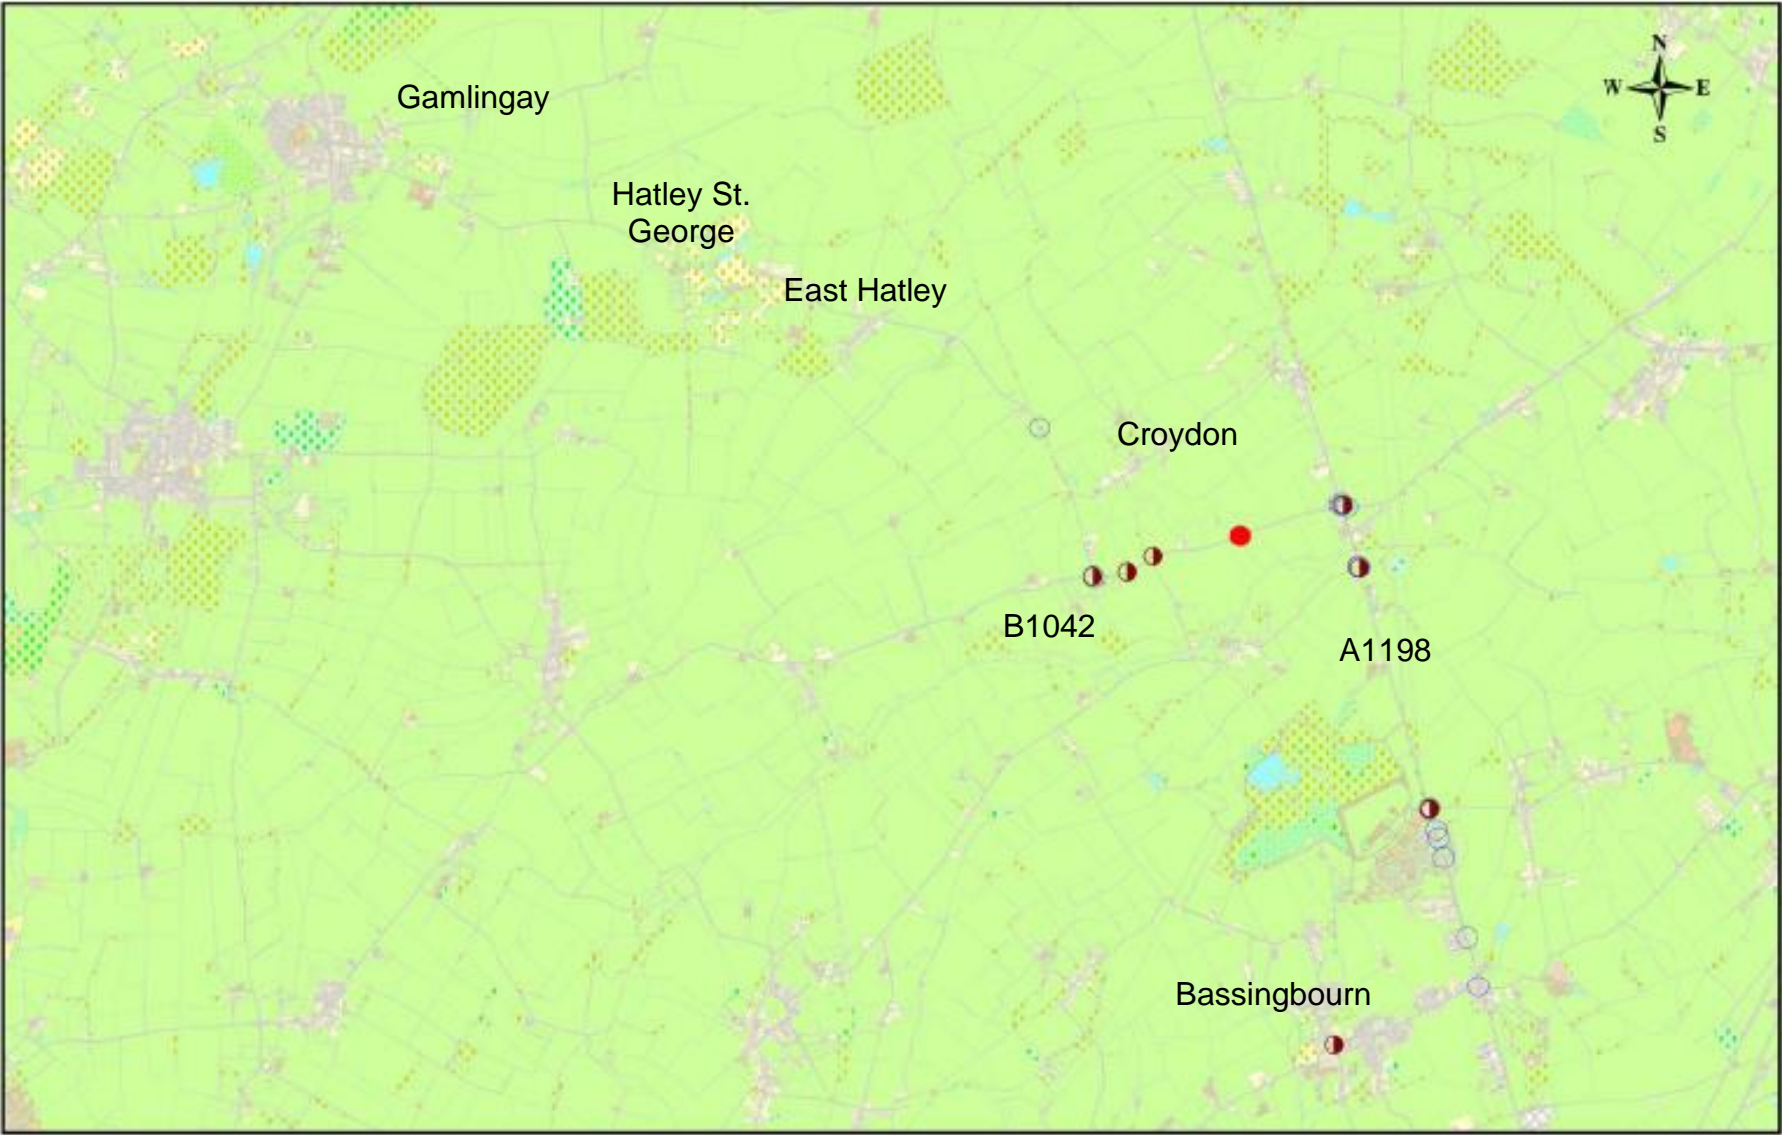 N
W E
S
Gamlingay
Hatley St.
George
East Hatley
Croydon
B1042
A1198
Bassingbourn